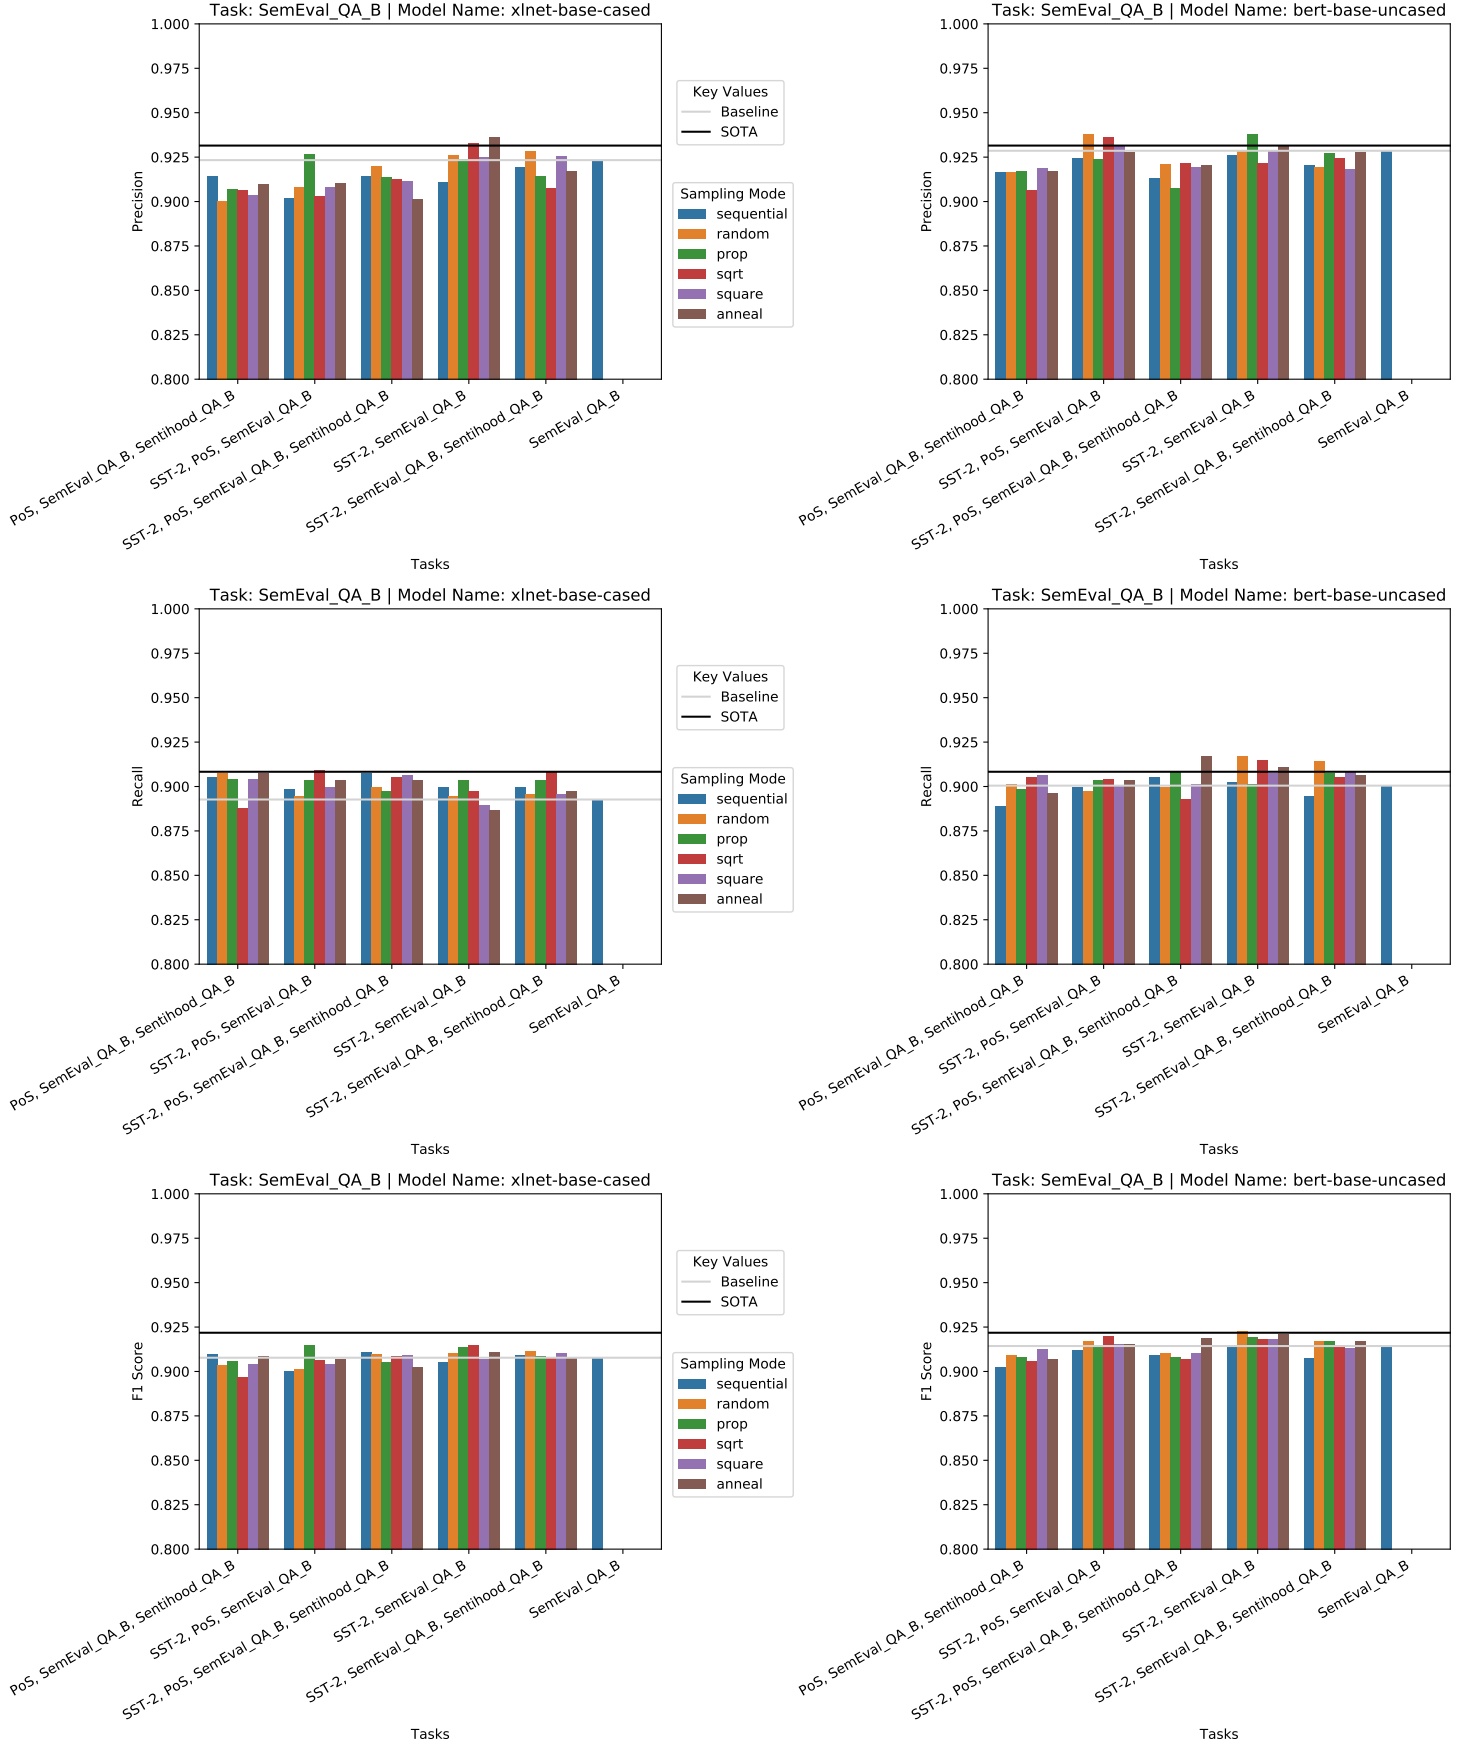 Task: SemEval_QA_B | Model Name: xlnet-base-cased
1.000
0.975
0.950
0.925
0.900
0.875
0.850
0.825
0.800
Precision
PoS, SemEval_QA_B, Sentihood_QA_B
SST-2, PoS, SemEval_QA_B
SST-2, PoS, SemEval_QA_B, Sentihood_QA_B
SST-2, SemEval_QA_B
SST-2, SemEval_QA_B, Sentihood_QA_B
SemEval_QA_B
Tasks
Key Values
Baseline
SOTA
Sampling Mode
sequential
random
prop
sqrt
square
anneal
Task: SemEval_QA_B | Model Name: bert-base-uncased
1.000
0.975
0.950
0.925
0.900
0.875
0.850
0.825
0.800
Precision
PoS, SemEval_QA_B, Sentihood_QA_B
SST-2, PoS, SemEval_QA_B
SST-2, PoS, SemEval_QA_B, Sentihood_QA_B
SST-2, SemEval_QA_B
SST-2, SemEval_QA_B, Sentihood_QA_B
SemEval_QA_B
Tasks
Task: SemEval_QA_B | Model Name: xlnet-base-cased
1.000
0.975
0.950
0.925
0.900
0.875
0.850
0.825
0.800
Recall
PoS, SemEval_QA_B, Sentihood_QA_B
SST-2, PoS, SemEval_QA_B
SST-2, PoS, SemEval_QA_B, Sentihood_QA_B
SST-2, SemEval_QA_B
SST-2, SemEval_QA_B, Sentihood_QA_B
SemEval_QA_B
Tasks
Key Values
Baseline
SOTA
Sampling Mode
sequential
random
prop
sqrt
square
anneal
Task: SemEval_QA_B | Model Name: bert-base-uncased
1.000
0.975
0.950
0.925
0.900
0.875
0.850
0.825
0.800
Recall
PoS, SemEval_QA_B, Sentihood_QA_B
SST-2, PoS, SemEval_QA_B
SST-2, PoS, SemEval_QA_B, Sentihood_QA_B
SST-2, SemEval_QA_B
SST-2, SemEval_QA_B, Sentihood_QA_B
SemEval_QA_B
Tasks
Task: SemEval_QA_B | Model Name: xlnet-base-cased
1.000
0.975
0.950
0.925
0.900
0.875
0.850
0.825
0.800
F1 Score
PoS, SemEval_QA_B, Sentihood_QA_B
SST-2, PoS, SemEval_QA_B
SST-2, PoS, SemEval_QA_B, Sentihood_QA_B
SST-2, SemEval_QA_B
SST-2, SemEval_QA_B, Sentihood_QA_B
SemEval_QA_B
Tasks
Key Values
Baseline
SOTA
Sampling Mode
sequential
random
prop
sqrt
square
anneal
Task: SemEval_QA_B | Model Name: bert-base-uncased
1.000
0.975
0.950
0.925
0.900
0.875
0.850
0.825
0.800
F1 Score
PoS, SemEval_QA_B, Sentihood_QA_B
SST-2, PoS, SemEval_QA_B
SST-2, PoS, SemEval_QA_B, Sentihood_QA_B
SST-2, SemEval_QA_B
SST-2, SemEval_QA_B, Sentihood_QA_B
SemEval_QA_B
Tasks